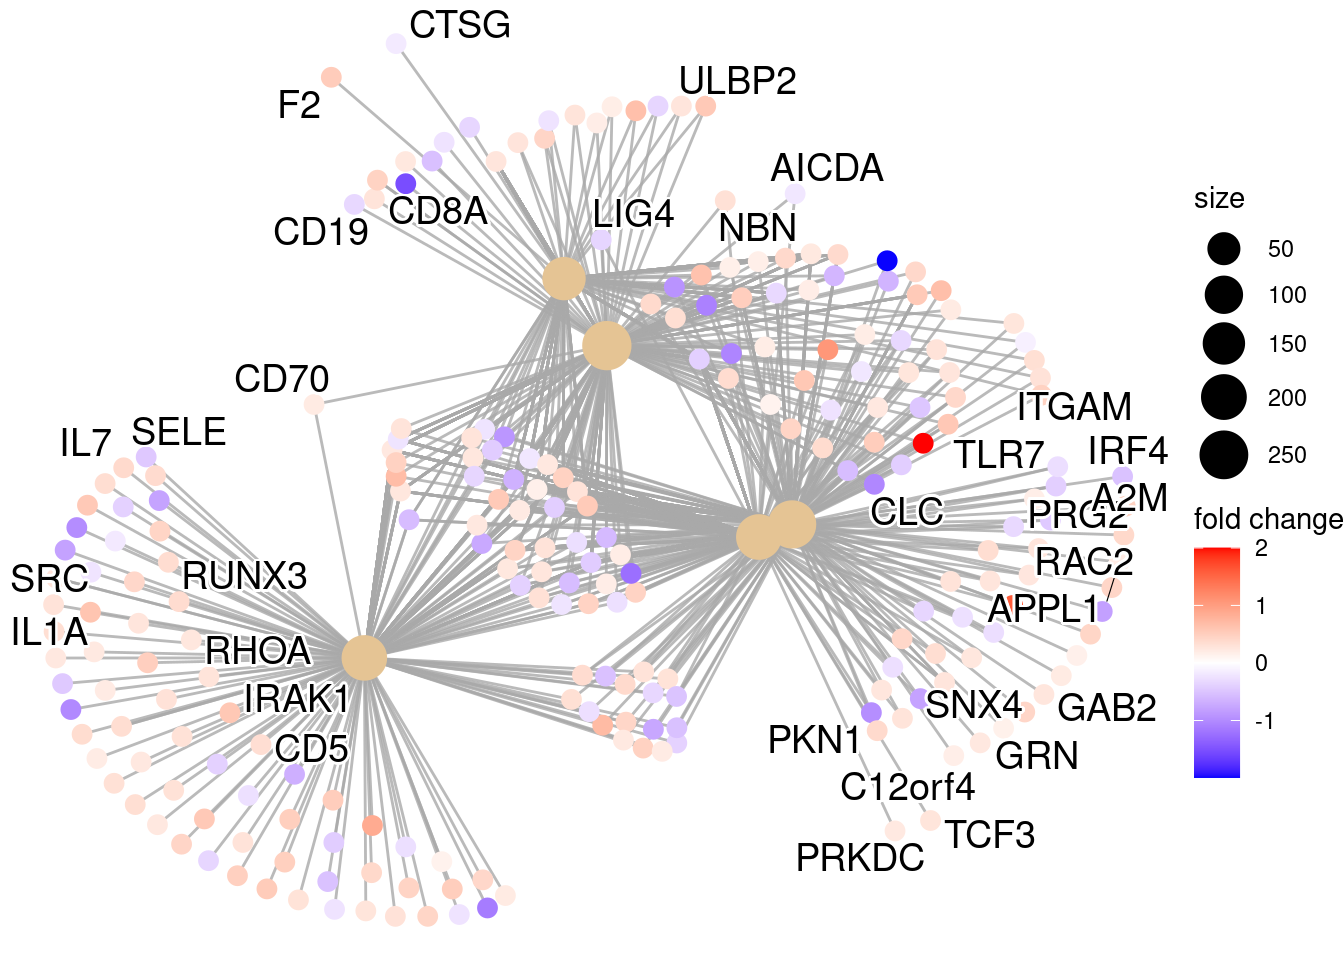 CTSG
F2
ULBP2
AICDA
CD8A
LIG4
NBN
CD19
CD70
ITGAM
SELE
IL7
TLR7
IRF4
A2M
CLC
PRG2
RAC2
RUNX3
SRC
APPL1
IL1A
RHOA
IRAK1
SNX4
GAB2
PKN1
CD5
GRN
C12orf4
TCF3
PRKDC
size
50
100
150
200
250
fold change
2
1
0
-1